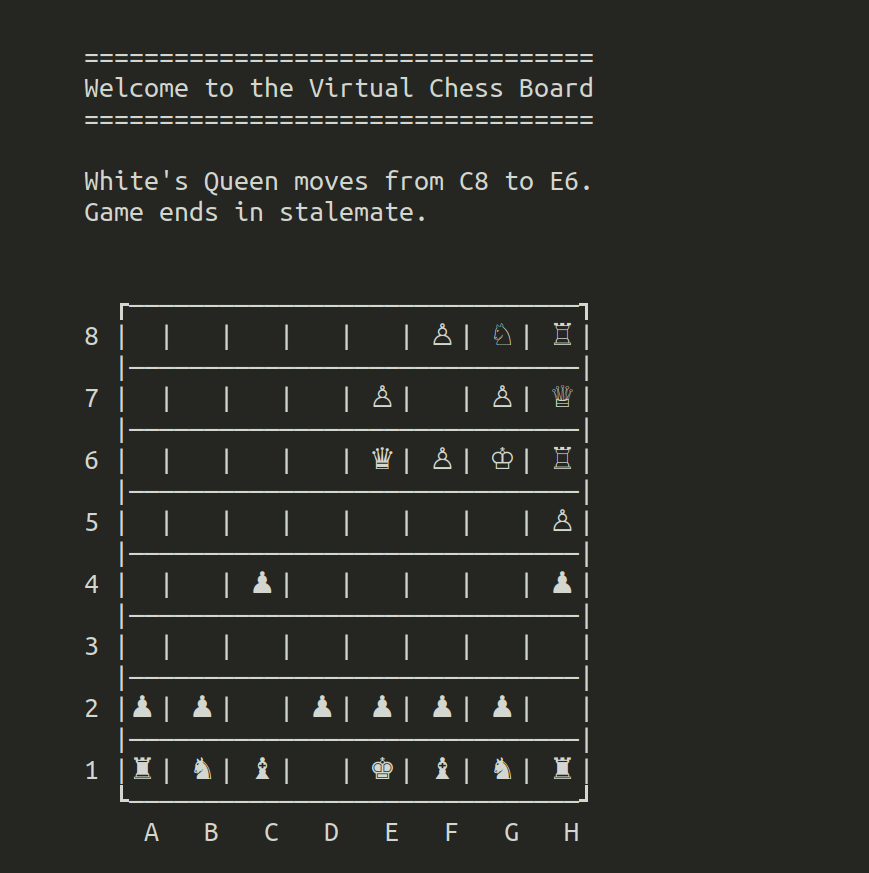 ==================================
Welcome to the Virtual Chess Board
==================================
White's Queen moves from C8 to E6.
Game ends in stalemate.
8 | | | | | | ♙ | ♘ | ♖ |
7 | | | | | ♙ | | ♙ | ♕ |
6 | | | | | ♛ | ♙ | ♔ | ♖ |
5 | | | | | | | | ♙ |
4 | | | ♟ | | | | | ♟ |
3 | | | | | | | | |
2 | ♟ | ♟ | | ♟ | ♟ | ♟ | ♟ | |
1 | ♜ | ♞ | ♝ | | ♚ | ♝ | ♞ | ♜ |
A B C D E F G H